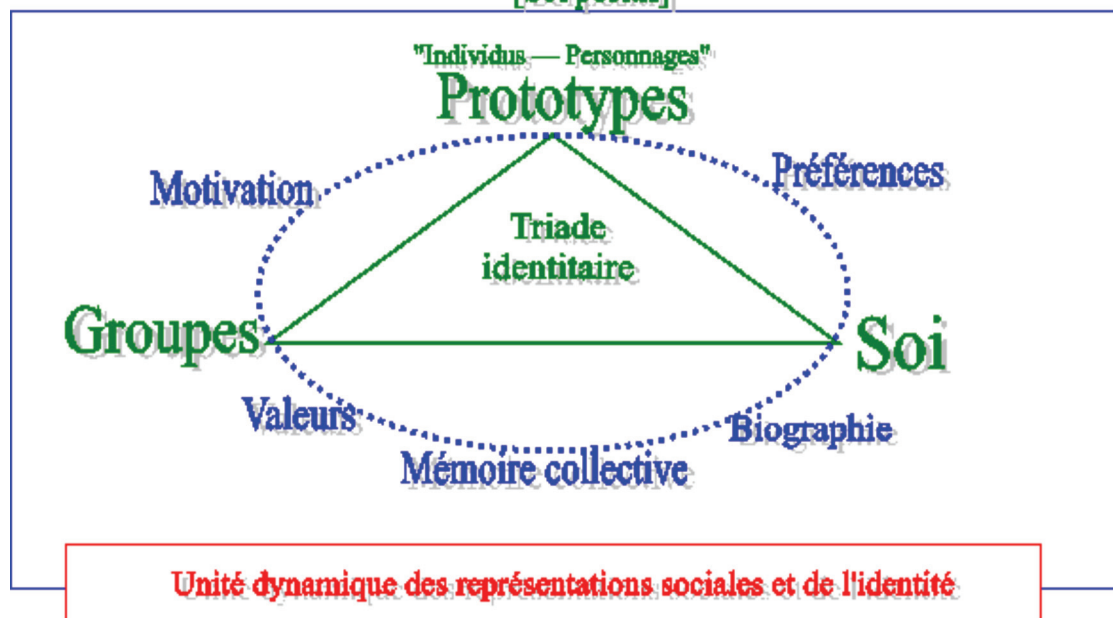 "Individus — Personnages"
Prototypes
Motivation
Préférences
Triade
identitaire
Groupes
Soi
Valeurs
Biographie
Mémoire collective
Unité dynamique des représentations sociales et de l'identité